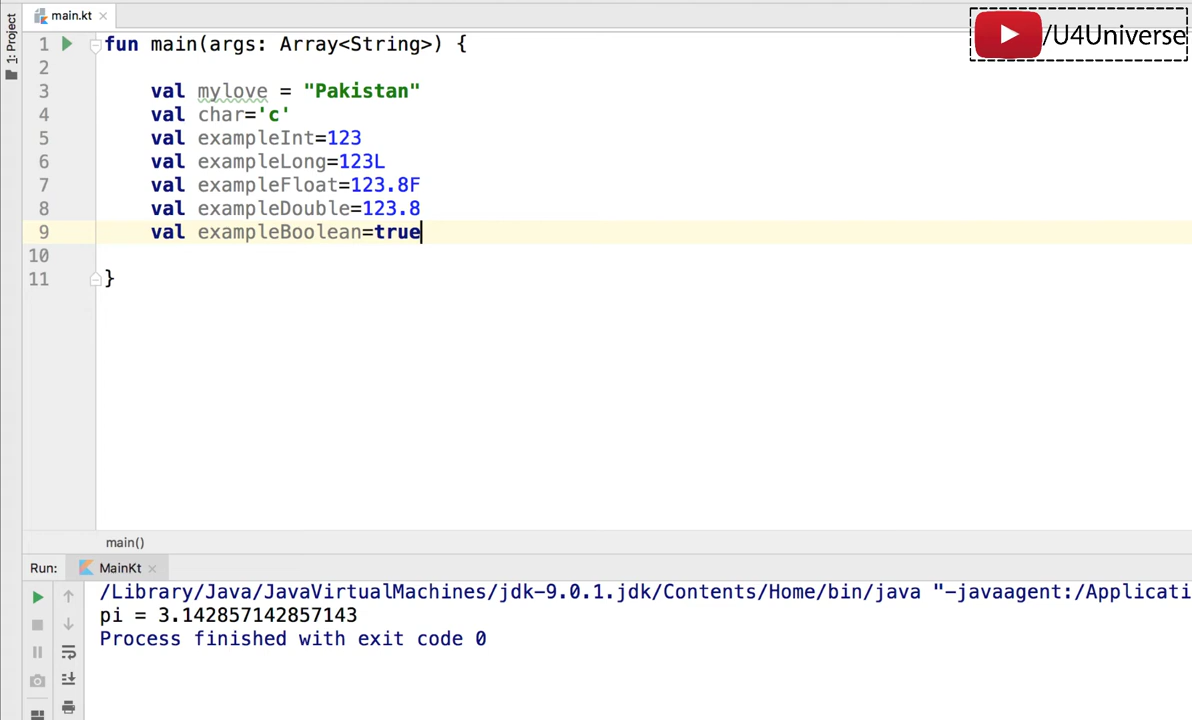 main.kt
/U4Universe
1: Project
1 fun main(args: Array<String>) {
2
3 val mylove = "Pakistan"
4 val char='c'
5 val exampleInt=123
6 val exampleLong=123L
7 val exampleFloat=123.8F
8 val exampleDouble=123.8
9 val exampleBoolean=true
10
11 }
main()
Run: MainKt
/Library/Java/JavaVirtualMachines/jdk-9.0.1.jdk/Contents/Home/bin/java "-javaagent:/Applicati
pi = 3.142857142857143
Process finished with exit code 0